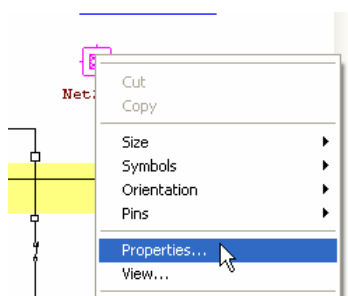 Cut
Net
Copy
Size
Symbols
Orientation
Pins
Properties...
View...